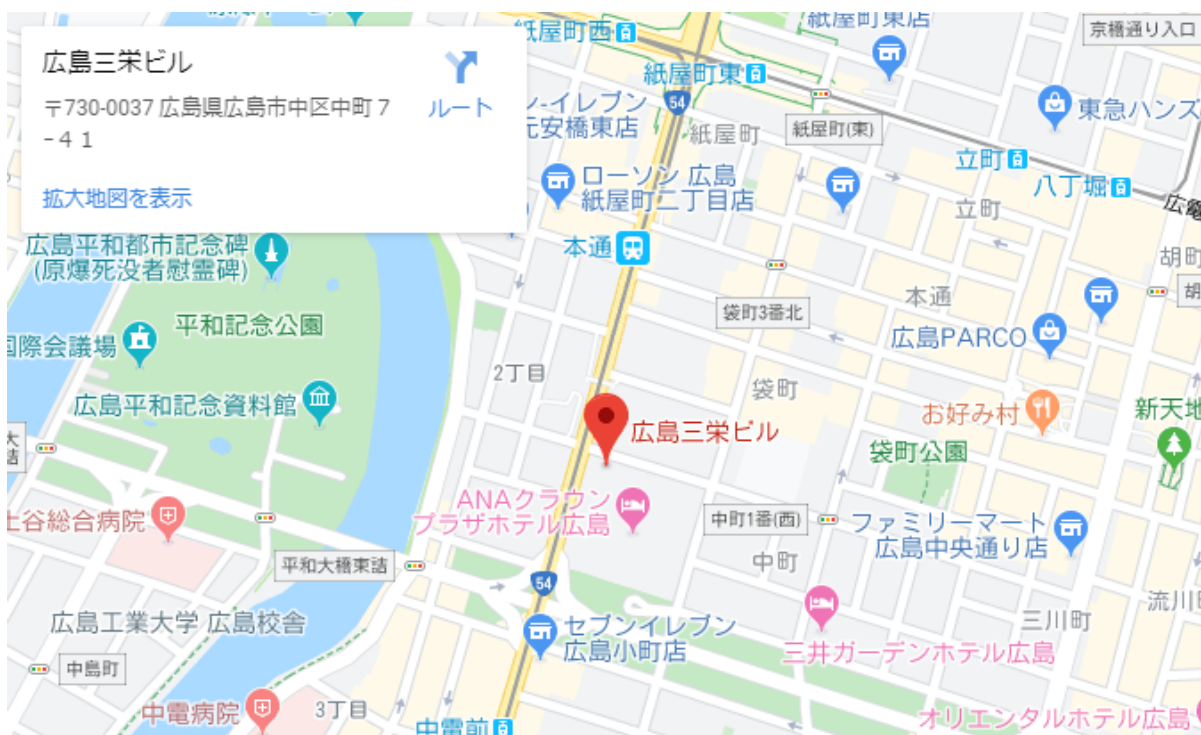 広島三栄ビル
〒730-0037 広島県広島市中区中町7
-41
ルート
拡大地図を表示
紙屋町西
紙屋町東店
京橋通り入口
紙屋町東
54
-イレブン
元安橋東店
紙屋町
紙屋町(東)
東急ハンズ
立町
八丁堀
ローソン 広島
紙屋町二丁目店
立町
本通
胡町
広島平和都市記念碑
(原爆死没者慰霊碑)
平和記念公園
国際会議場
袋町3番北
本通
広島PARCO
2丁目
袋町
広島平和記念資料館
お好み村
新天地
広島三栄ビル
袋町公園
ANAクラウン
プラザホテル広島
土谷総合病院
中町1番(西)
ファミリーマート
広島中央通り店
平和大橋東詰
中町
54
広島工業大学 広島校舎
セブンイレブン
広島小町店
三川町
流川町
三井ガーデンホテル広島
中島町
中電病院
3丁目
中電前
オリエンタルホテル広島